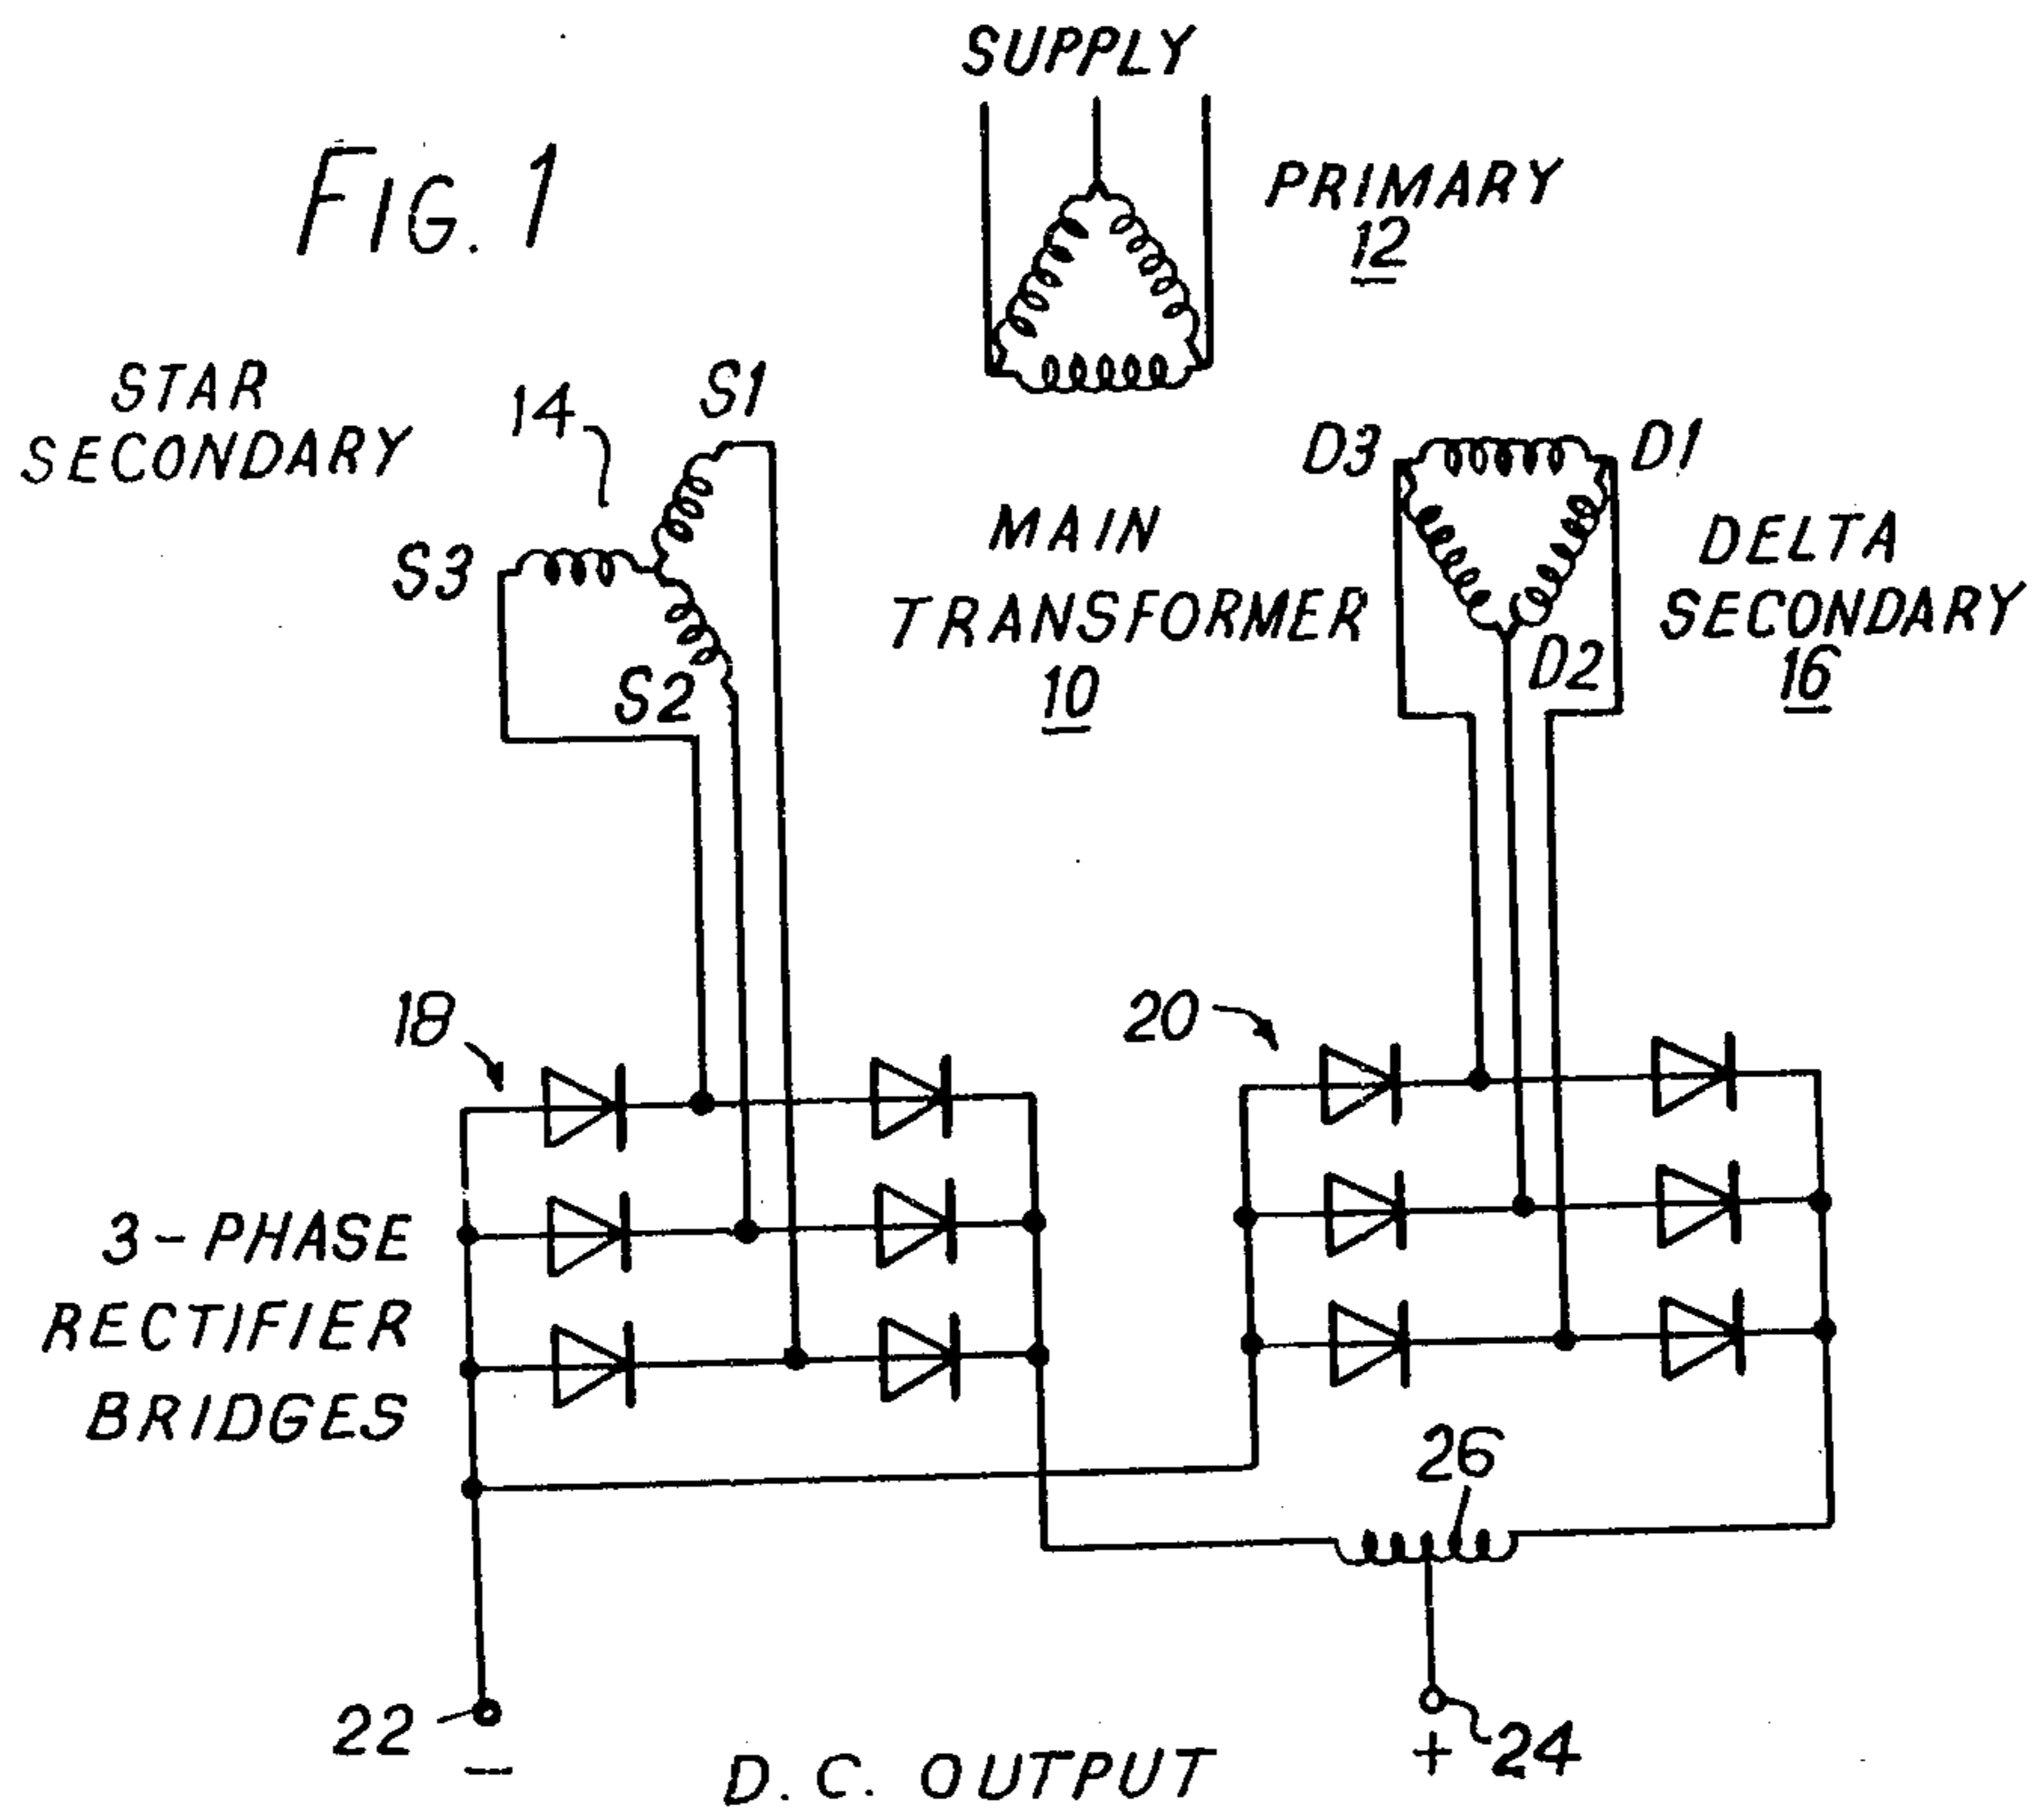 SUPPLY
FIG. 1
PRIMARY
12
STAR
SECONDARY
14
S1
S3
S2
MAIN
TRANSFORMER
10
D3
D1
D2
DELTA
SECONDARY
16
18
20
3-PHASE
RECTIFIER
BRIDGES
26
22
-
D.C. OUTPUT
+
24